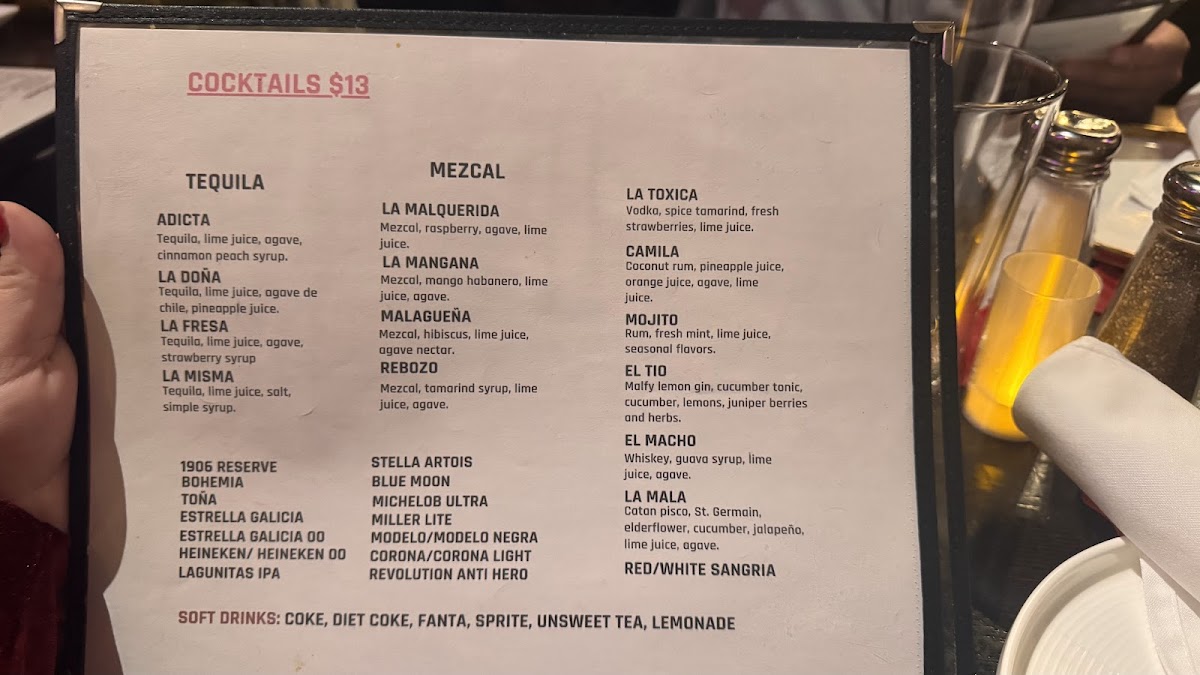 COCKTAILS $13
TEQUILA
ADICTA
Tequila, lime juice, agave,
cinnamon peach syrup.
LA DOÑA
Tequila, lime juice, agave de
chile, pineapple juice.
LA FRESA
Tequila, lime juice, agave,
strawberry syrup
LA MISMA
Tequila, lime juice, salt,
simple syrup.
MEZCAL
LA MALQUERIDA
Mezcal, raspberry, agave, lime
juice.
LA MANGANA
Mezcal, mango habanero, lime
juice, agave.
MALAGUEÑA
Mezcal, hibiscus, lime juice,
agave nectar.
REBOZO
Mezcal, tamarind syrup, lime
juice, agave.
LA TOXICA
Vodka, spice tamarind, fresh
strawberries, lime juice.
CAMILA
Coconut rum, pineapple juice,
orange juice, agave, lime
juice.
MOJITO
Rum, fresh mint, lime juice,
seasonal flavors.
EL TIO
Malfy lemon gin, cucumber tonic,
cucumber, lemons, juniper berries
and herbs.
EL MACHO
Whiskey, guava syrup, lime
juice, agave.
LA MALA
Catan pisco, St. Germain,
elderflower, cucumber, jalapeño,
lime juice, agave.
RED/WHITE SANGRIA
1906 RESERVE
BOHEMIA
TOÑA
ESTRELLA GALICIA
ESTRELLA GALICIA 00
HEINEKEN/ HEINEKEN 00
LAGUNITAS IPA
STELLA ARTOIS
BLUE MOON
MICHELOB ULTRA
MILLER LITE
MODELO/MODELO NEGRA
CORONA/CORONA LIGHT
REVOLUTION ANTI HERO
SOFT DRINKS: COKE, DIET COKE, FANTA, SPRITE, UNSWEET TEA, LEMONADE